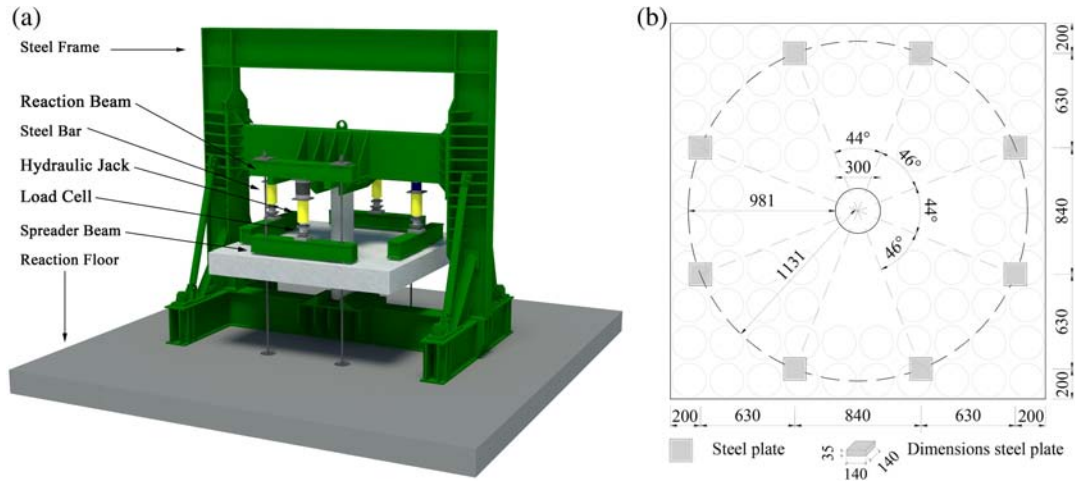 (a)
Steel Frame
Reaction Beam
Steel Bar
Hydraulic Jack
Load Cell
Spreader Beam
Reaction Floor
(b)
200
630
840
630
200
44°
300
46°
44°
46°
981
1131
200 630 840 630 200
Steel plate
35
140
140
Dimensions steel plate